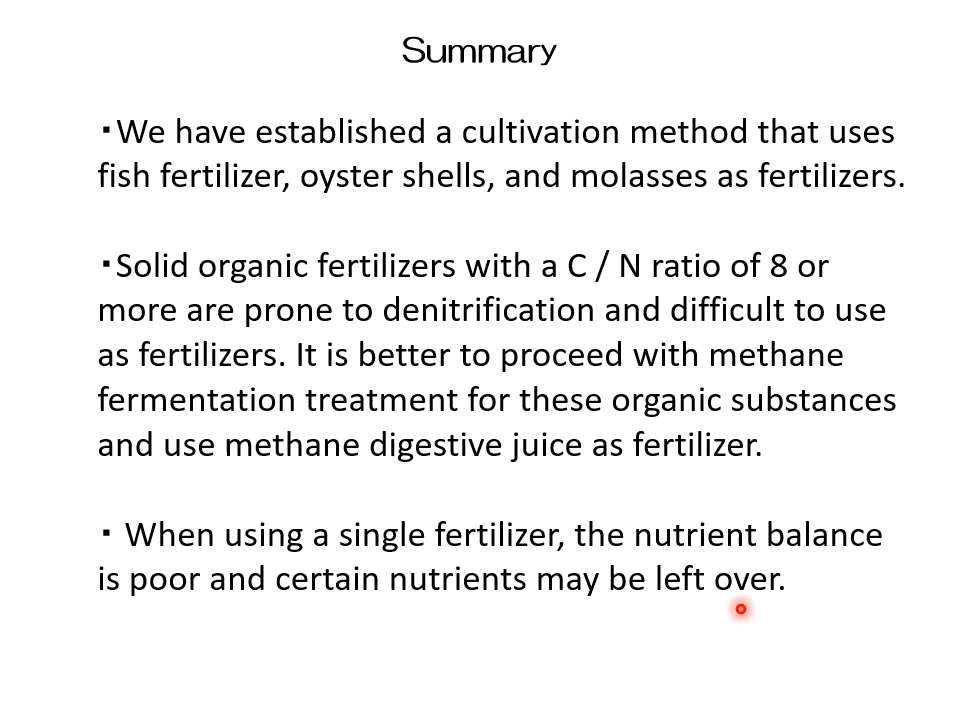 Summary
・We have established a cultivation method that uses
fish fertilizer, oyster shells, and molasses as fertilizers.
・Solid organic fertilizers with a C / N ratio of 8 or
more are prone to denitrification and difficult to use
as fertilizers. It is better to proceed with methane
fermentation treatment for these organic substances
and use methane digestive juice as fertilizer.
・ When using a single fertilizer, the nutrient balance
is poor and certain nutrients may be left over.